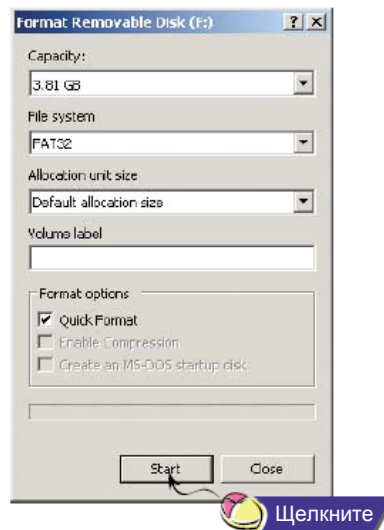 Format Removable Disk (F:)
Capacity:
3.81 GB
File system
FAT32
Allocation unit size
Default allocation size
Volume label
Format options
Quick Format
Enable Compression
Create an MS-DOS startup disk
Start
Close
Щелкните